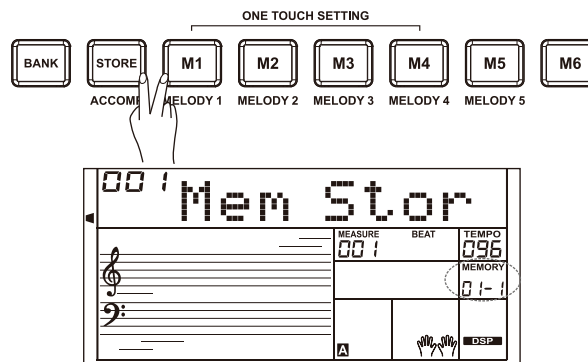 ONE TOUCH SETTING
BANK STORE M1 M2 M3 M4 M5 M6
MELODY 1 MELODY 2 MELODY 3 MELODY 4 MELODY 5
001 Mem Stor
MEASURE BEAT TEMPO
001 096
MEMORY
01-1
A DSP